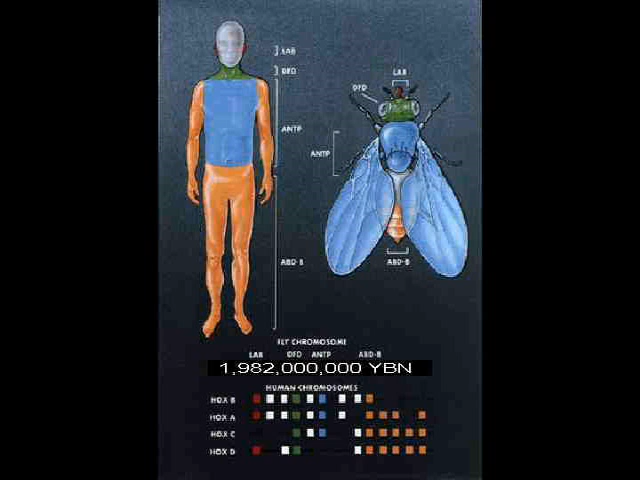 LAB
DFD
ANTP
ABD-B
LAB
DFD
ANTP
ABD-B
FLY CHROMOSOME
LAB DFD ANTP ABD-B
1,982,000,000 YBN
HUMAN CHROMOSOMES
HOX B
HOX A
HOX C
HOX D